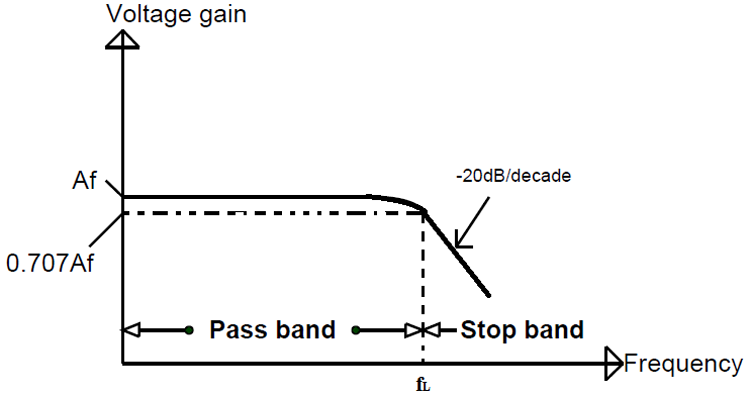 Voltage gain
Af
-20dB/decade
0.707Af
Pass band
Stop band
Frequency
fL